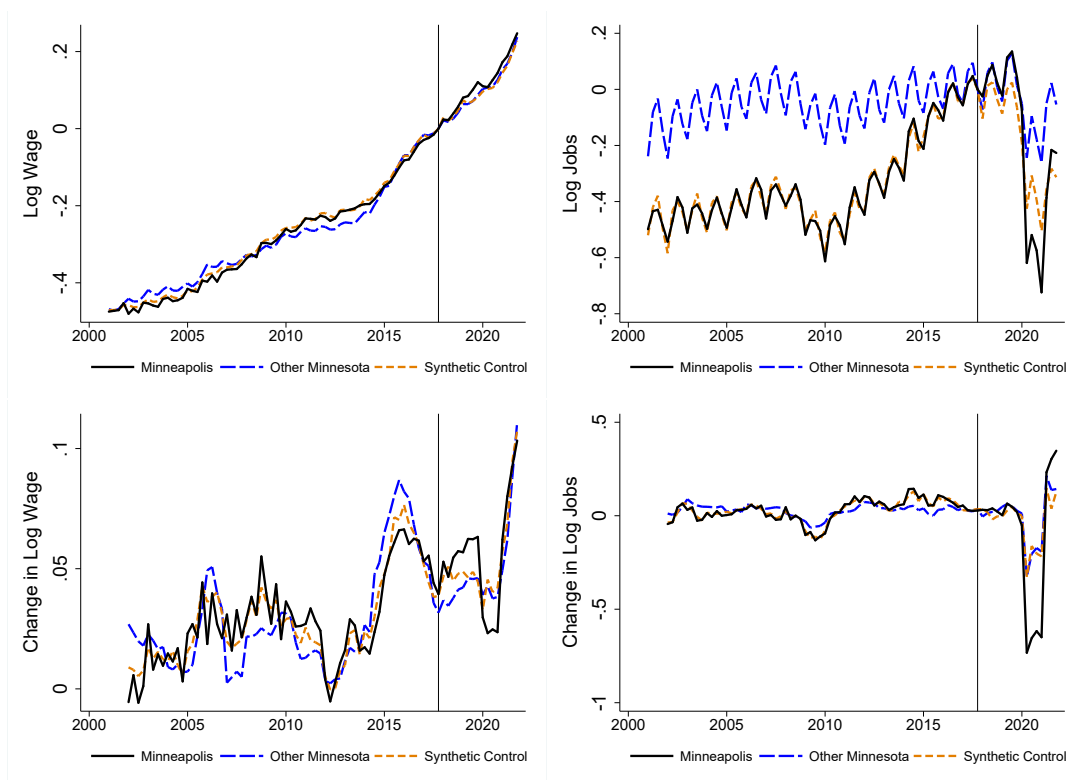 Log Wage
.2
0
-.2
-.4
2000 2005 2010 2015 2020
Minneapolis Other Minnesota Synthetic Control
Log Jobs
.2
0
-.2
-.4
-.6
-.8
2000 2005 2010 2015 2020
Minneapolis Other Minnesota Synthetic Control
Change in Log Wage
.1
.05
0
2000 2005 2010 2015 2020
Minneapolis Other Minnesota Synthetic Control
Change in Log Jobs
.5
0
-.5
-1
2000 2005 2010 2015 2020
Minneapolis Other Minnesota Synthetic Control